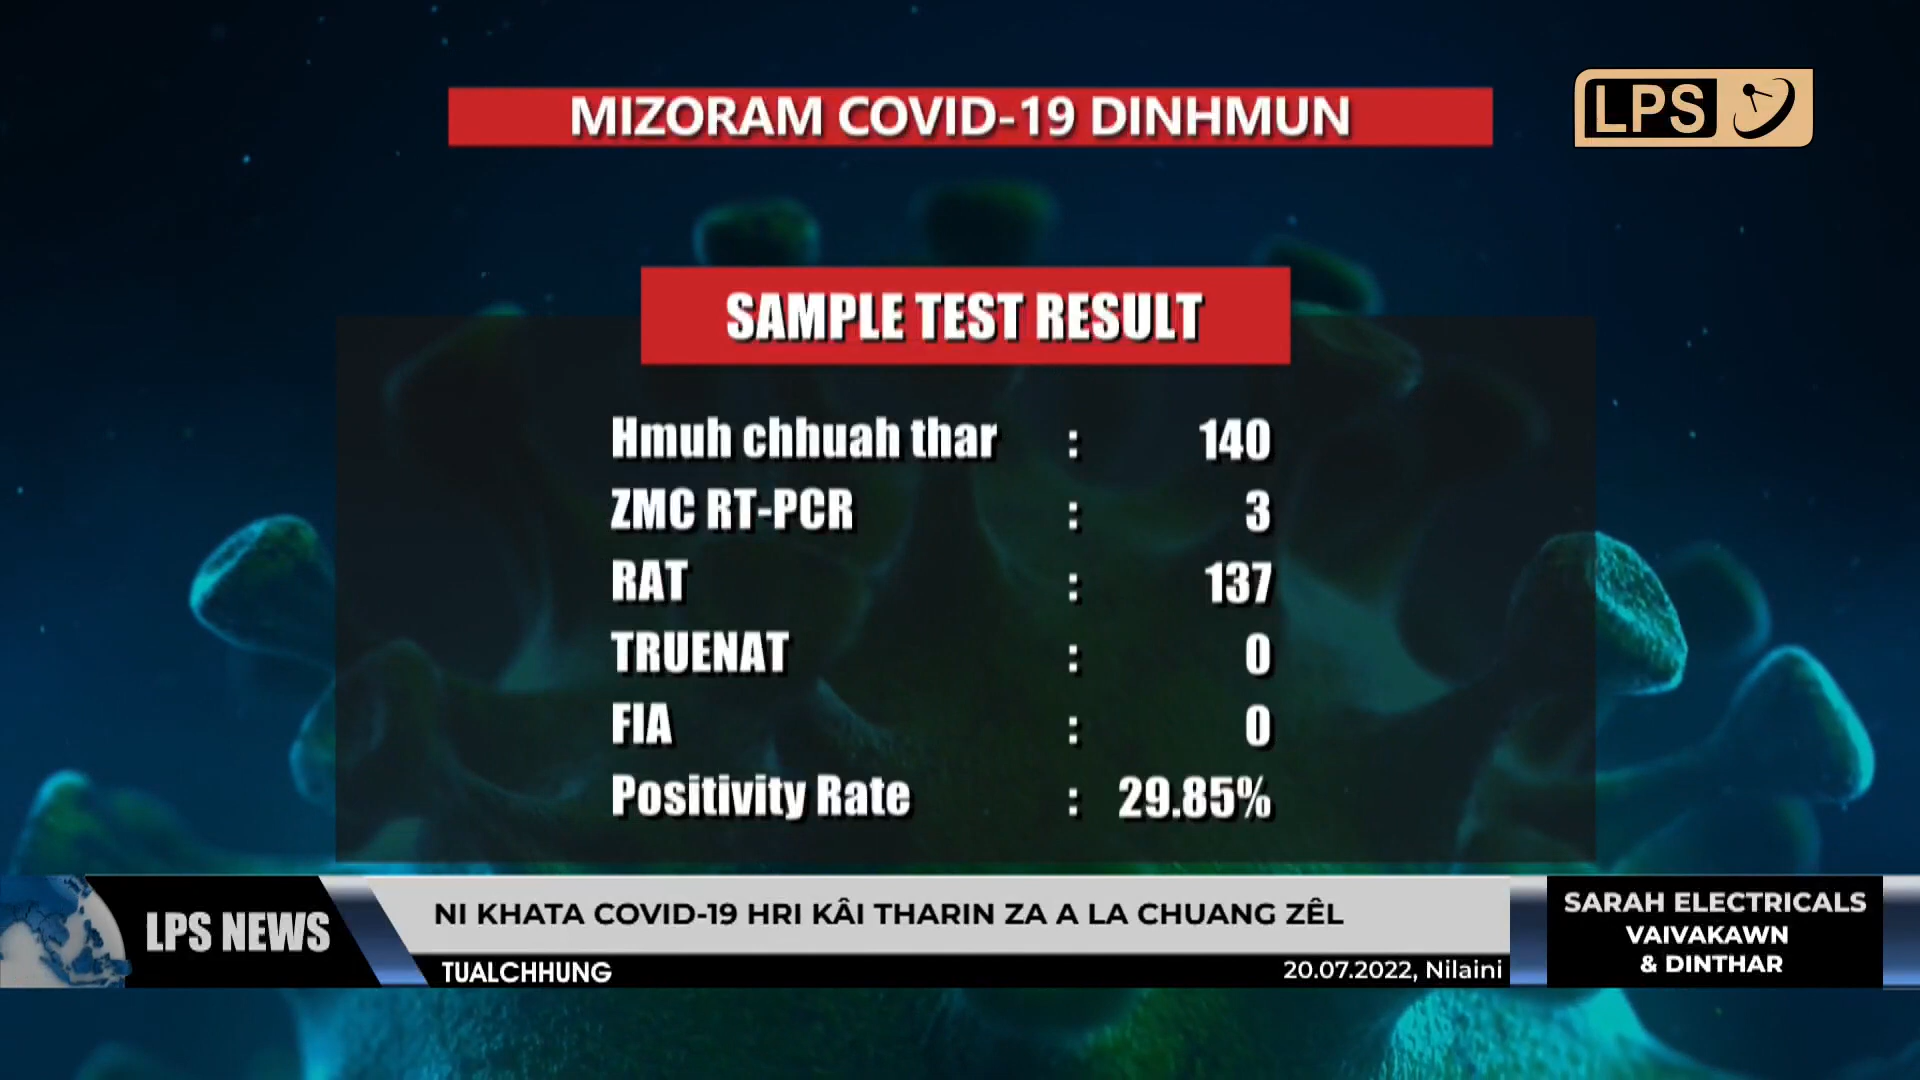 MIZORAM COVID-19 DINHMUN
LPS
SAMPLE TEST RESULT
Hmuh chhuah thar : 140
ZMC RT-PCR : 3
RAT : 137
TRUENAT : 0
FIA : 0
Positivity Rate : 29.85%
LPS NEWS
NI KHATA COVID-19 HRI KÂI THARIN ZA A LA CHUANG ZÊL
TUALCHHUNG
20.07.2022, Nilaini
SARAH ELECTRICALS
VAIVAKAWN
& DINTHAR